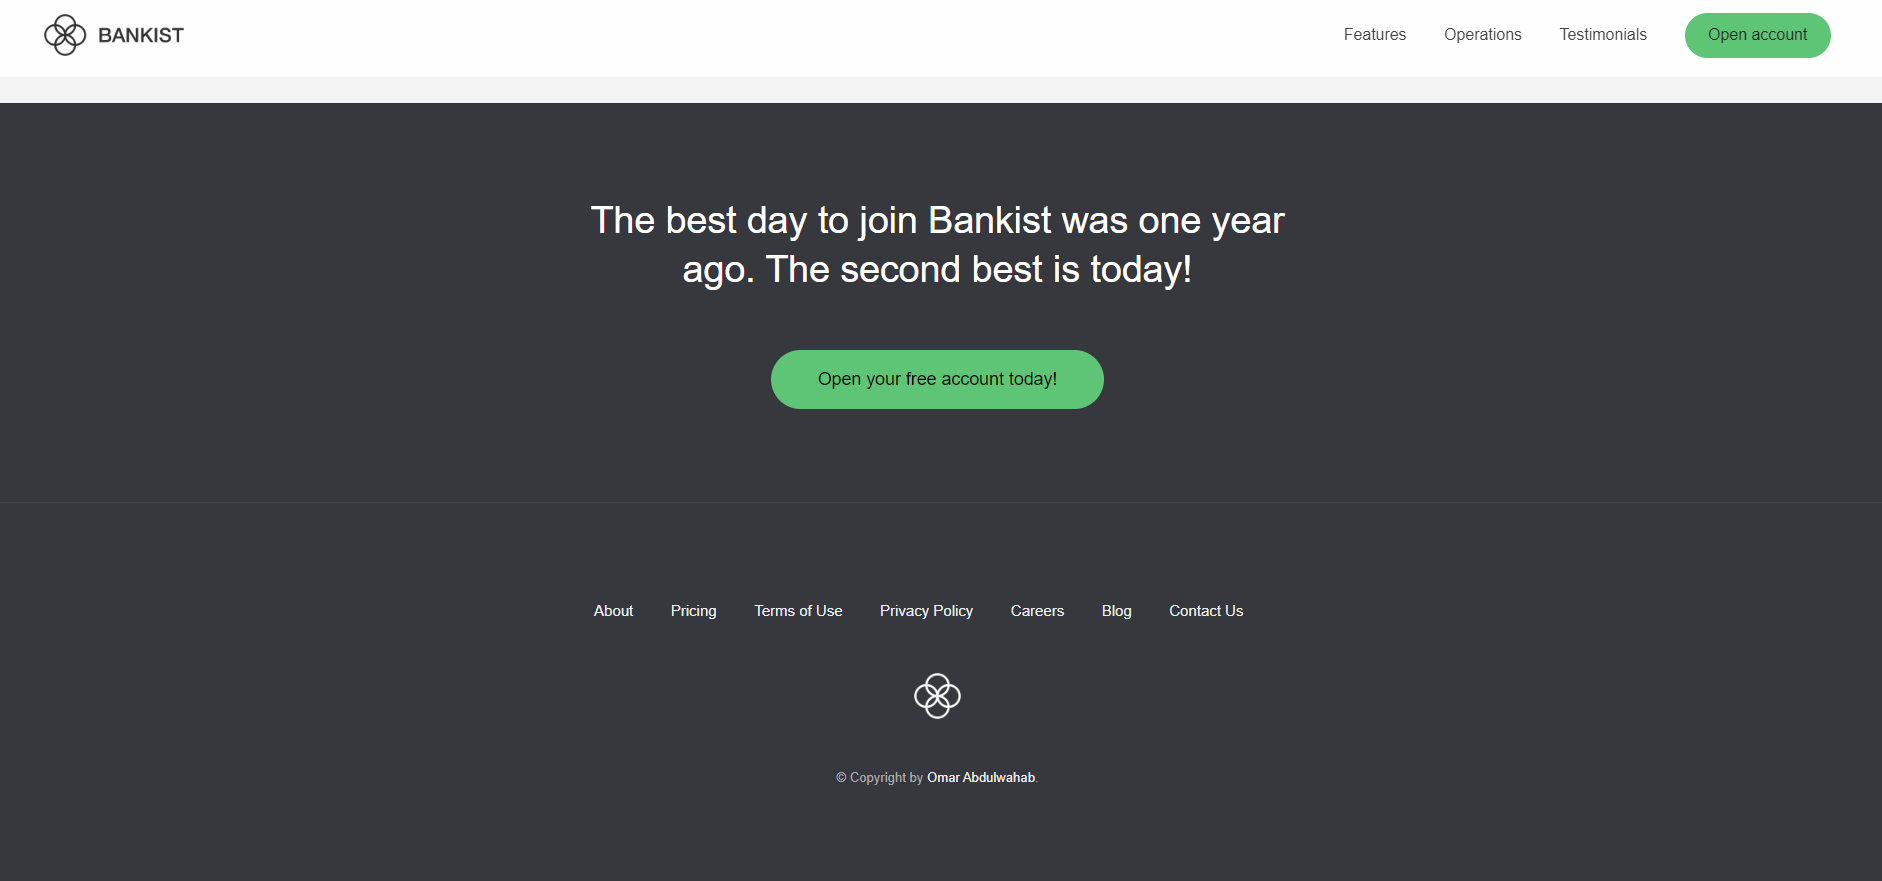 BANKIST
Features
Operations
Testimonials
Open account
The best day to join Bankist was one year
ago. The second best is today!
Open your free account today!
About
Pricing
Terms of Use
Privacy Policy
Careers
Blog
Contact Us
© Copyright by Omar Abdulwahab.